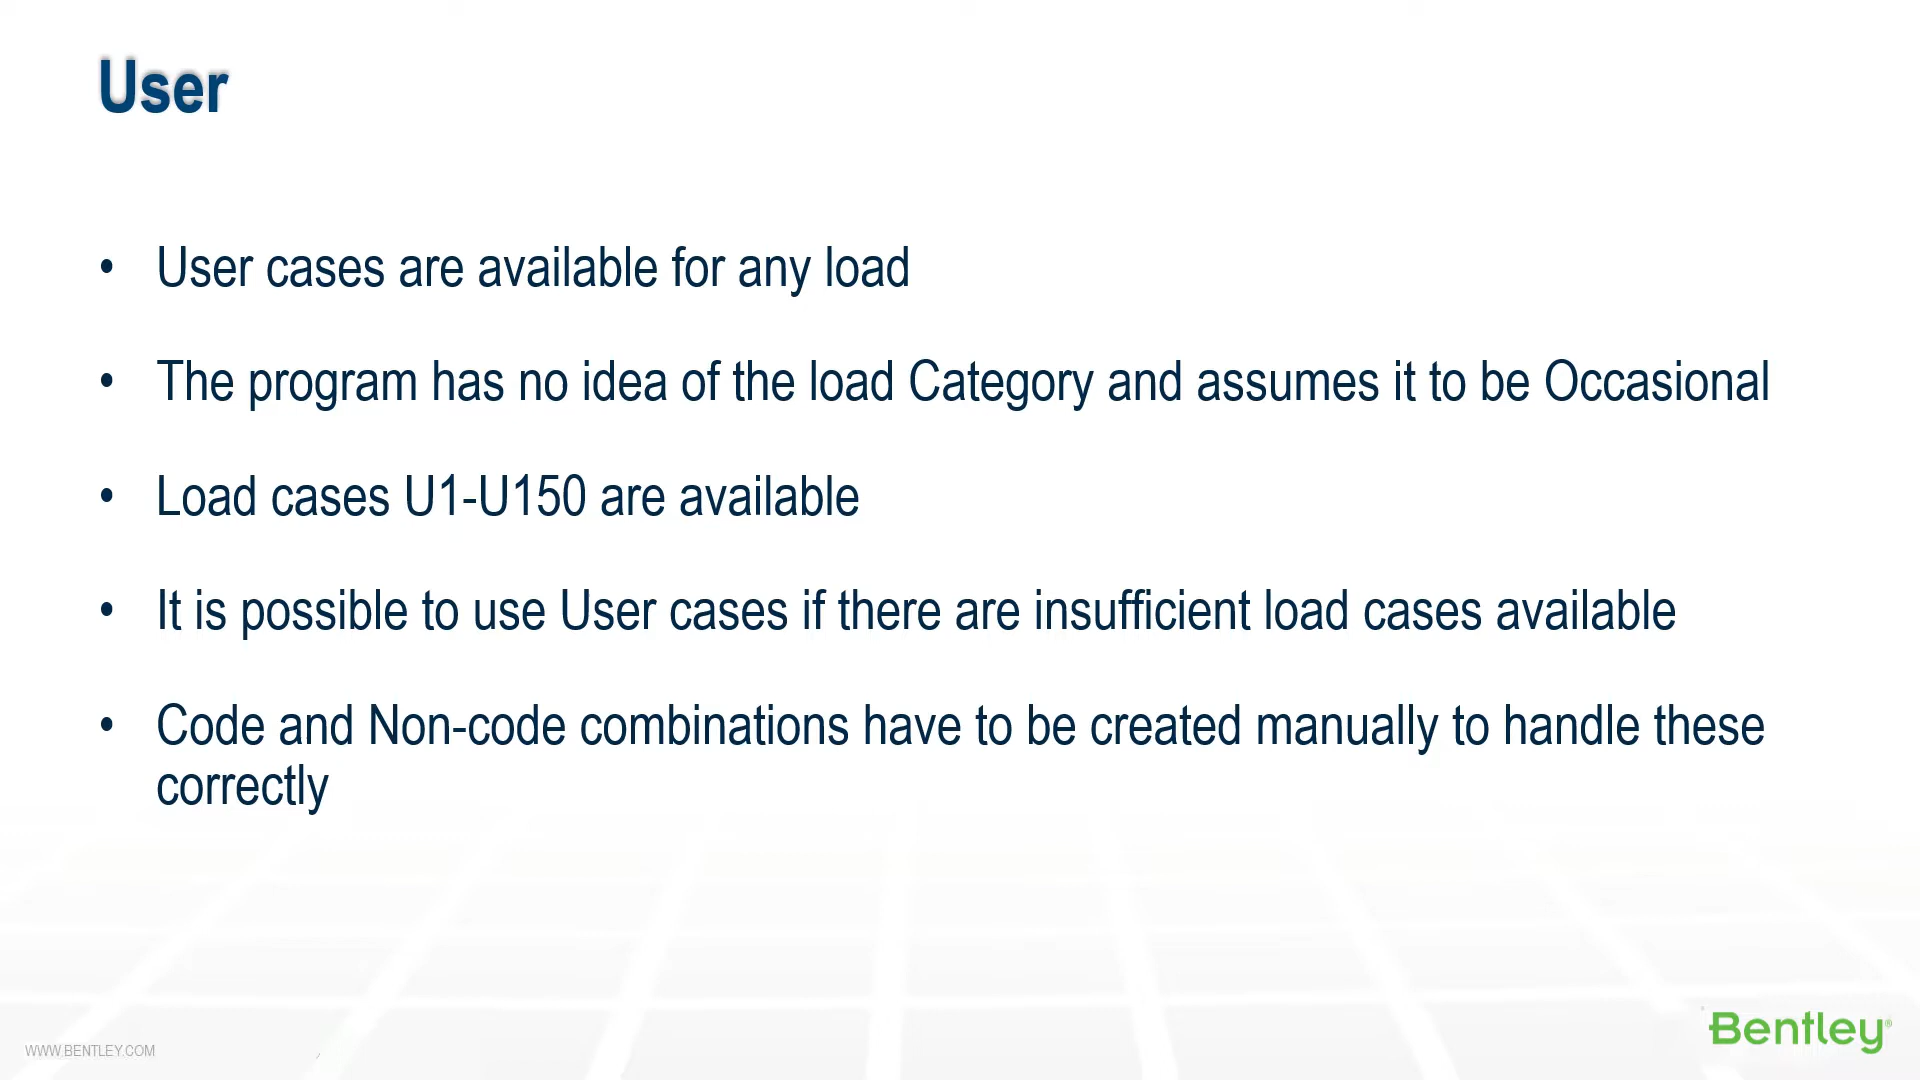 User
• User cases are available for any load
• The program has no idea of the load Category and assumes it to be Occasional
• Load cases U1-U150 are available
• It is possible to use User cases if there are insufficient load cases available
• Code and Non-code combinations have to be created manually to handle these
correctly
WWW.BENTLEY.COM
Bentley®